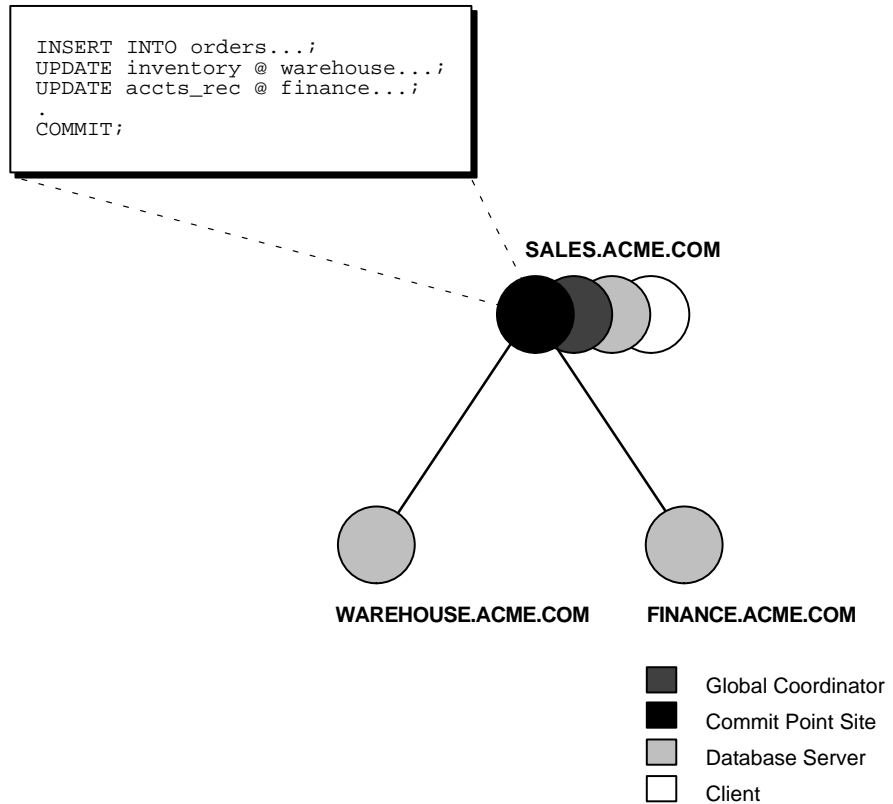 INSERT INTO orders...;
UPDATE inventory @ warehouse...;
UPDATE accts_rec @ finance...;
.
COMMIT;
SALES.ACME.COM
WAREHOUSE.ACME.COM
FINANCE.ACME.COM
Global Coordinator
Commit Point Site
Database Server
Client